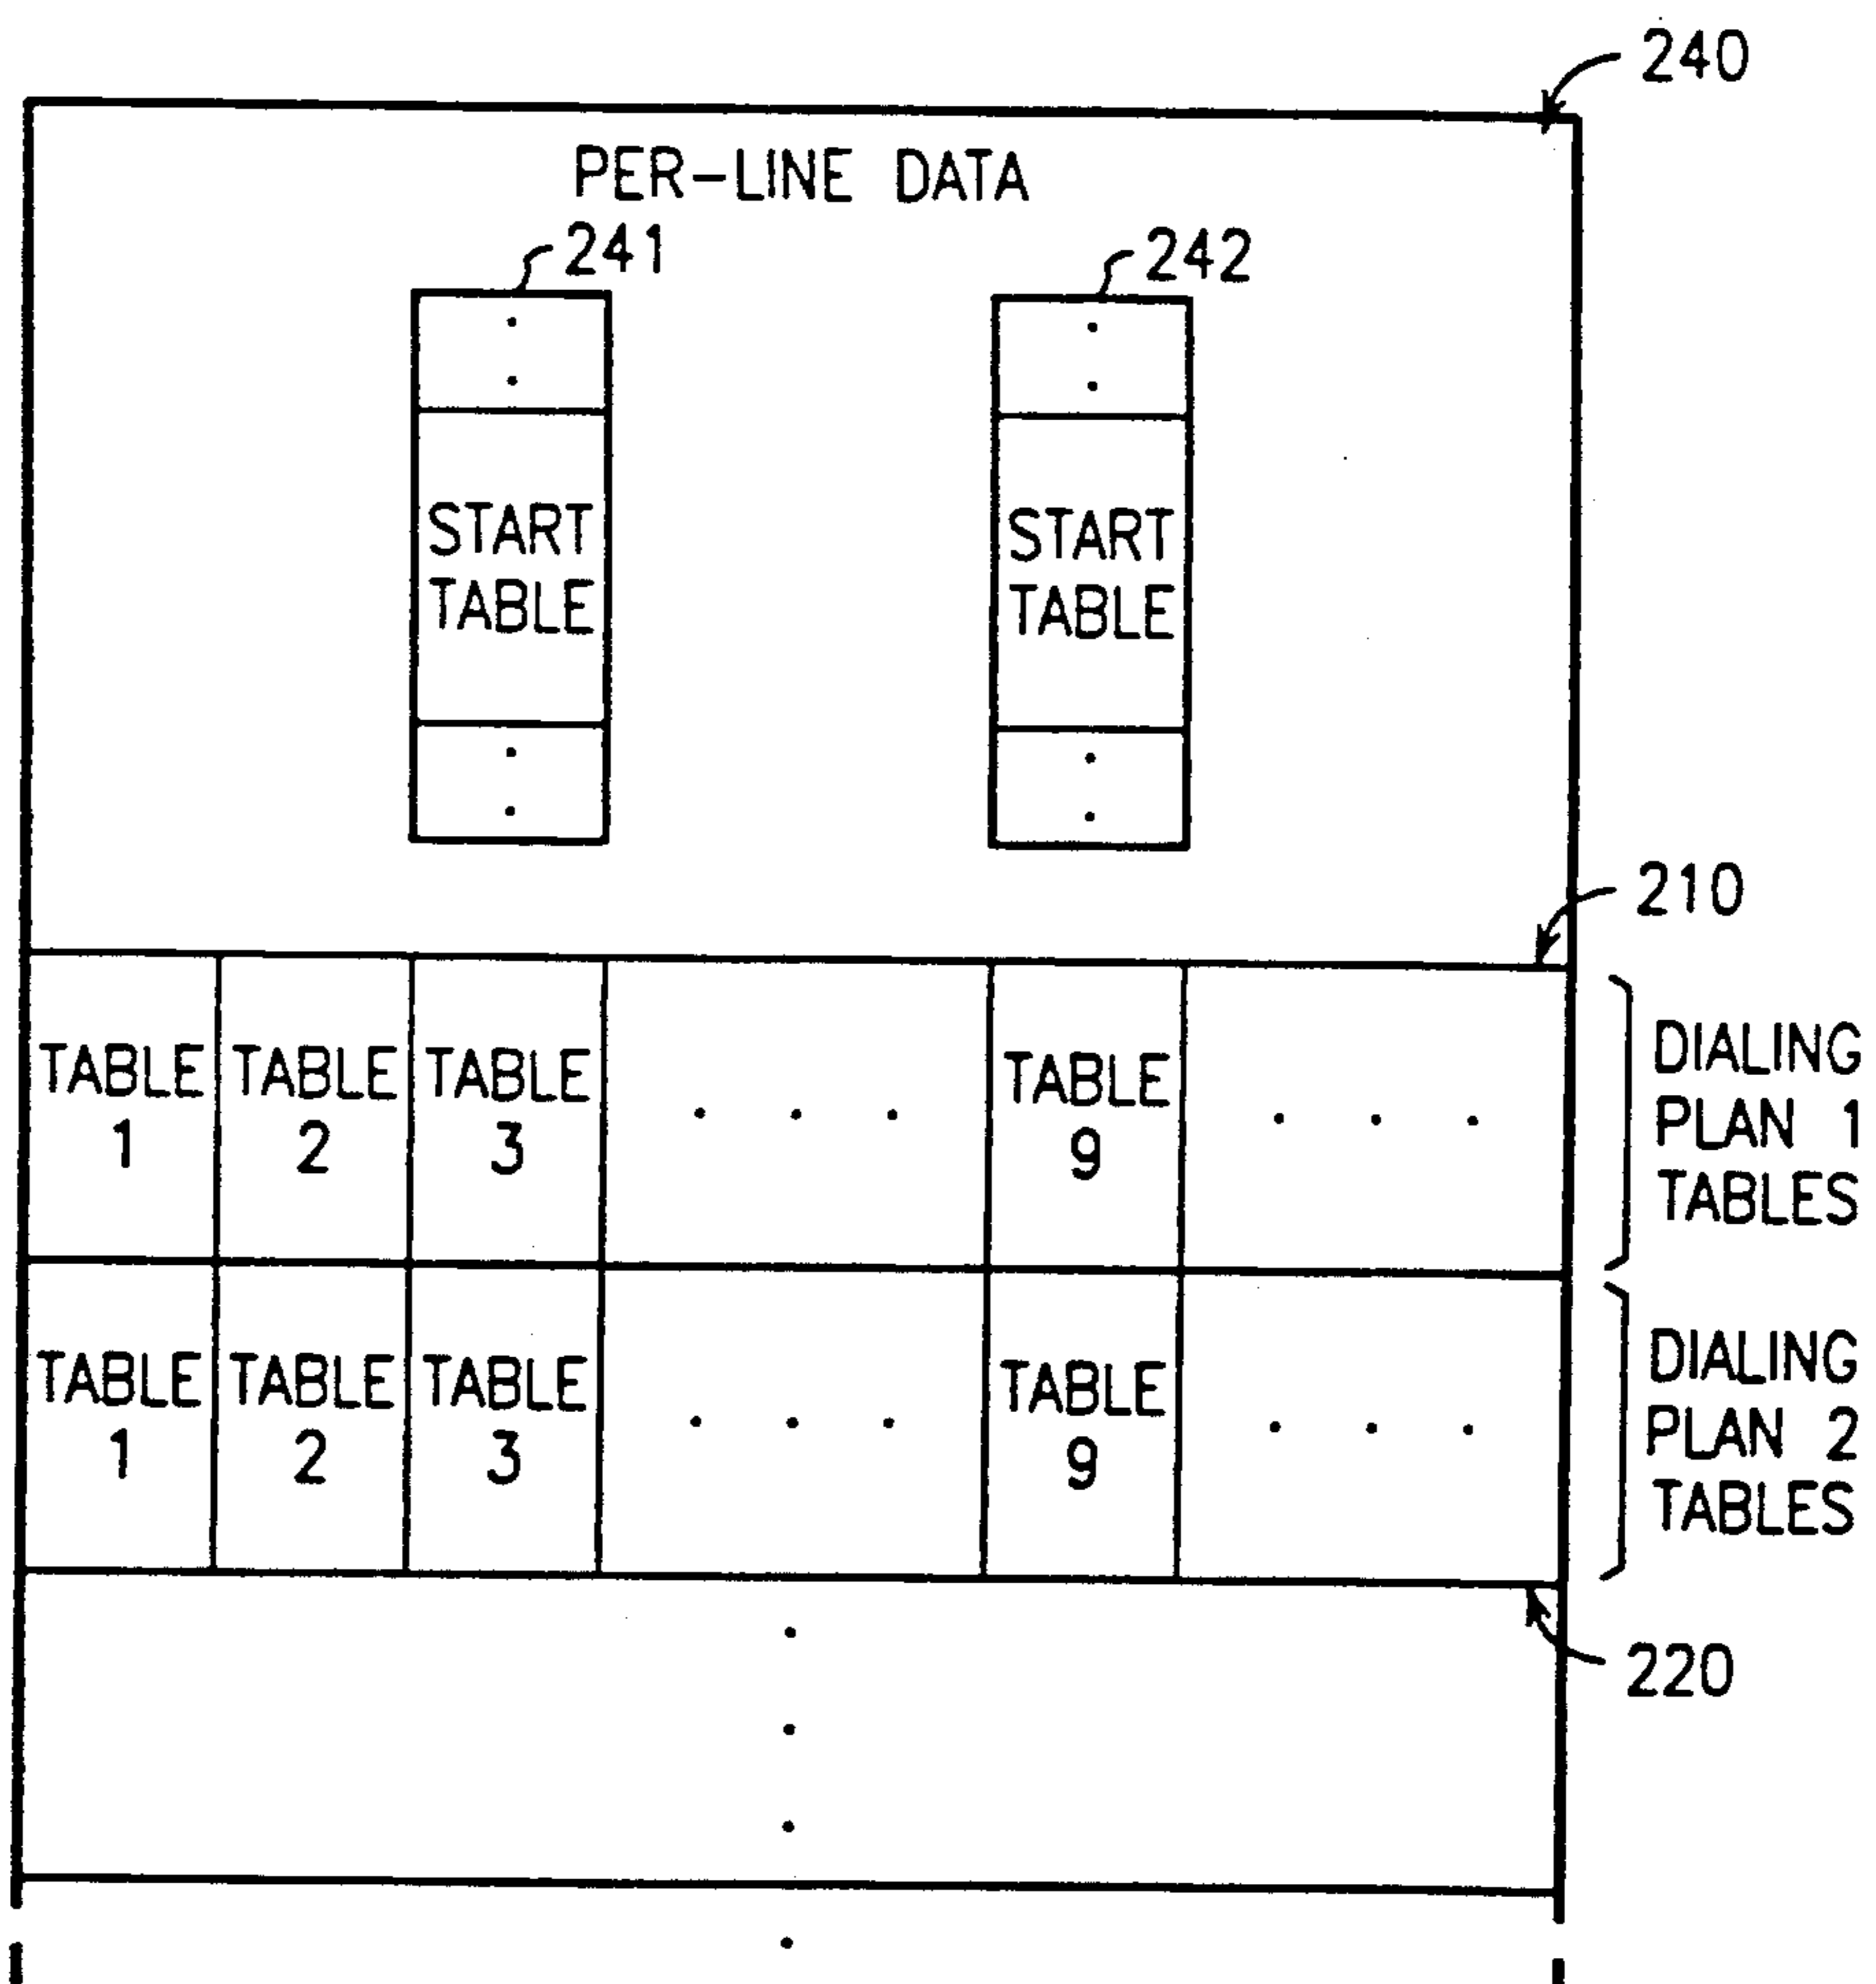 240
PER-LINE DATA
241
242
START
TABLE
START
TABLE
210
TABLE
1
TABLE
2
TABLE
3
. . .
TABLE
9
. . .
DIALING
PLAN 1
TABLES
TABLE
1
TABLE
2
TABLE
3
. . .
TABLE
9
. . .
DIALING
PLAN 2
TABLES
220